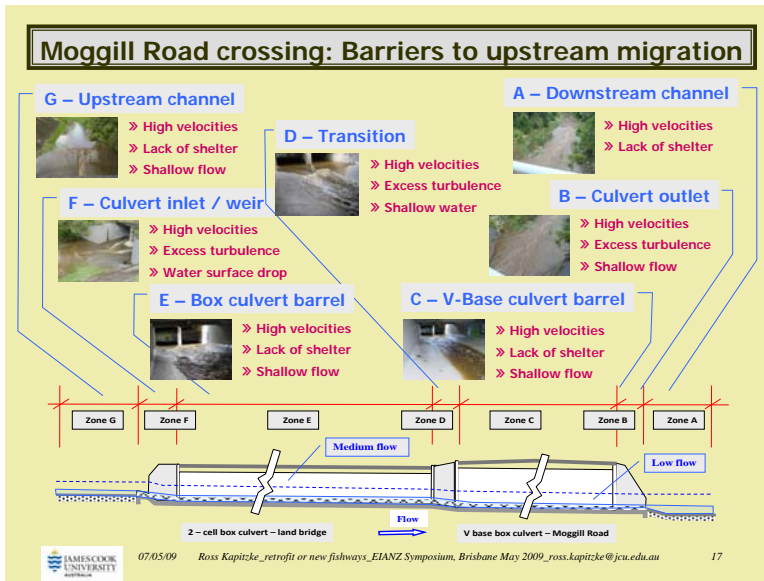 Moggill Road crossing: Barriers to upstream migration
G – Upstream channel
» High velocities
» Lack of shelter
» Shallow flow
A – Downstream channel
» High velocities
» Lack of shelter
D – Transition
» High velocities
» Excess turbulence
» Shallow water
F – Culvert inlet / weir
» High velocities
» Excess turbulence
» Water surface drop
B – Culvert outlet
» High velocities
» Excess turbulence
» Shallow flow
E – Box culvert barrel
» High velocities
» Lack of shelter
» Shallow flow
C – V-Base culvert barrel
» High velocities
» Lack of shelter
» Shallow flow
Zone G
Zone F
Zone E
Zone D
Zone C
Zone B
Zone A
Medium flow
Low flow
Flow
2 – cell box culvert – land bridge
V base box culvert – Moggill Road
JAMES COOK
UNIVERSITY
AUSTRALIA
07/05/09
Ross Kapitzke_retrofit or new fishways_EIANZ Symposium, Brisbane May 2009_ross.kapitzke@jcu.edu.au
17